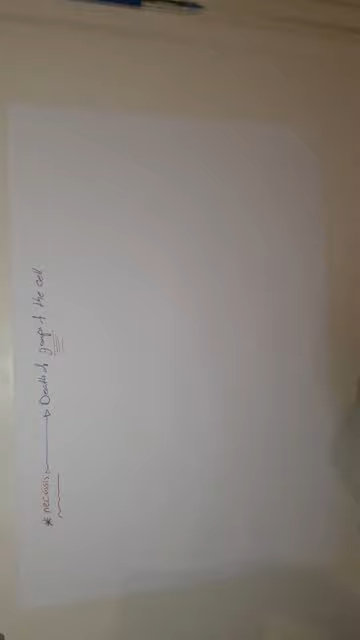 * necrosis → Death of group of the cell